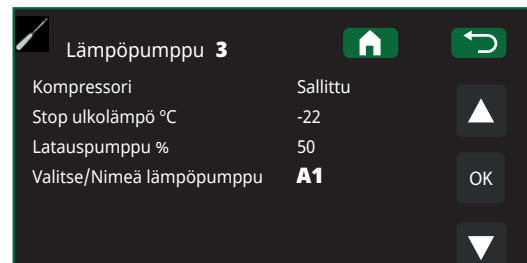 Lämpöpumppu 3
Kompressori Sallittu
Stop ulkolämpö °C -22
Latauspumppu % 50
Valitse/Nimeä lämpöpumppu A1
OK